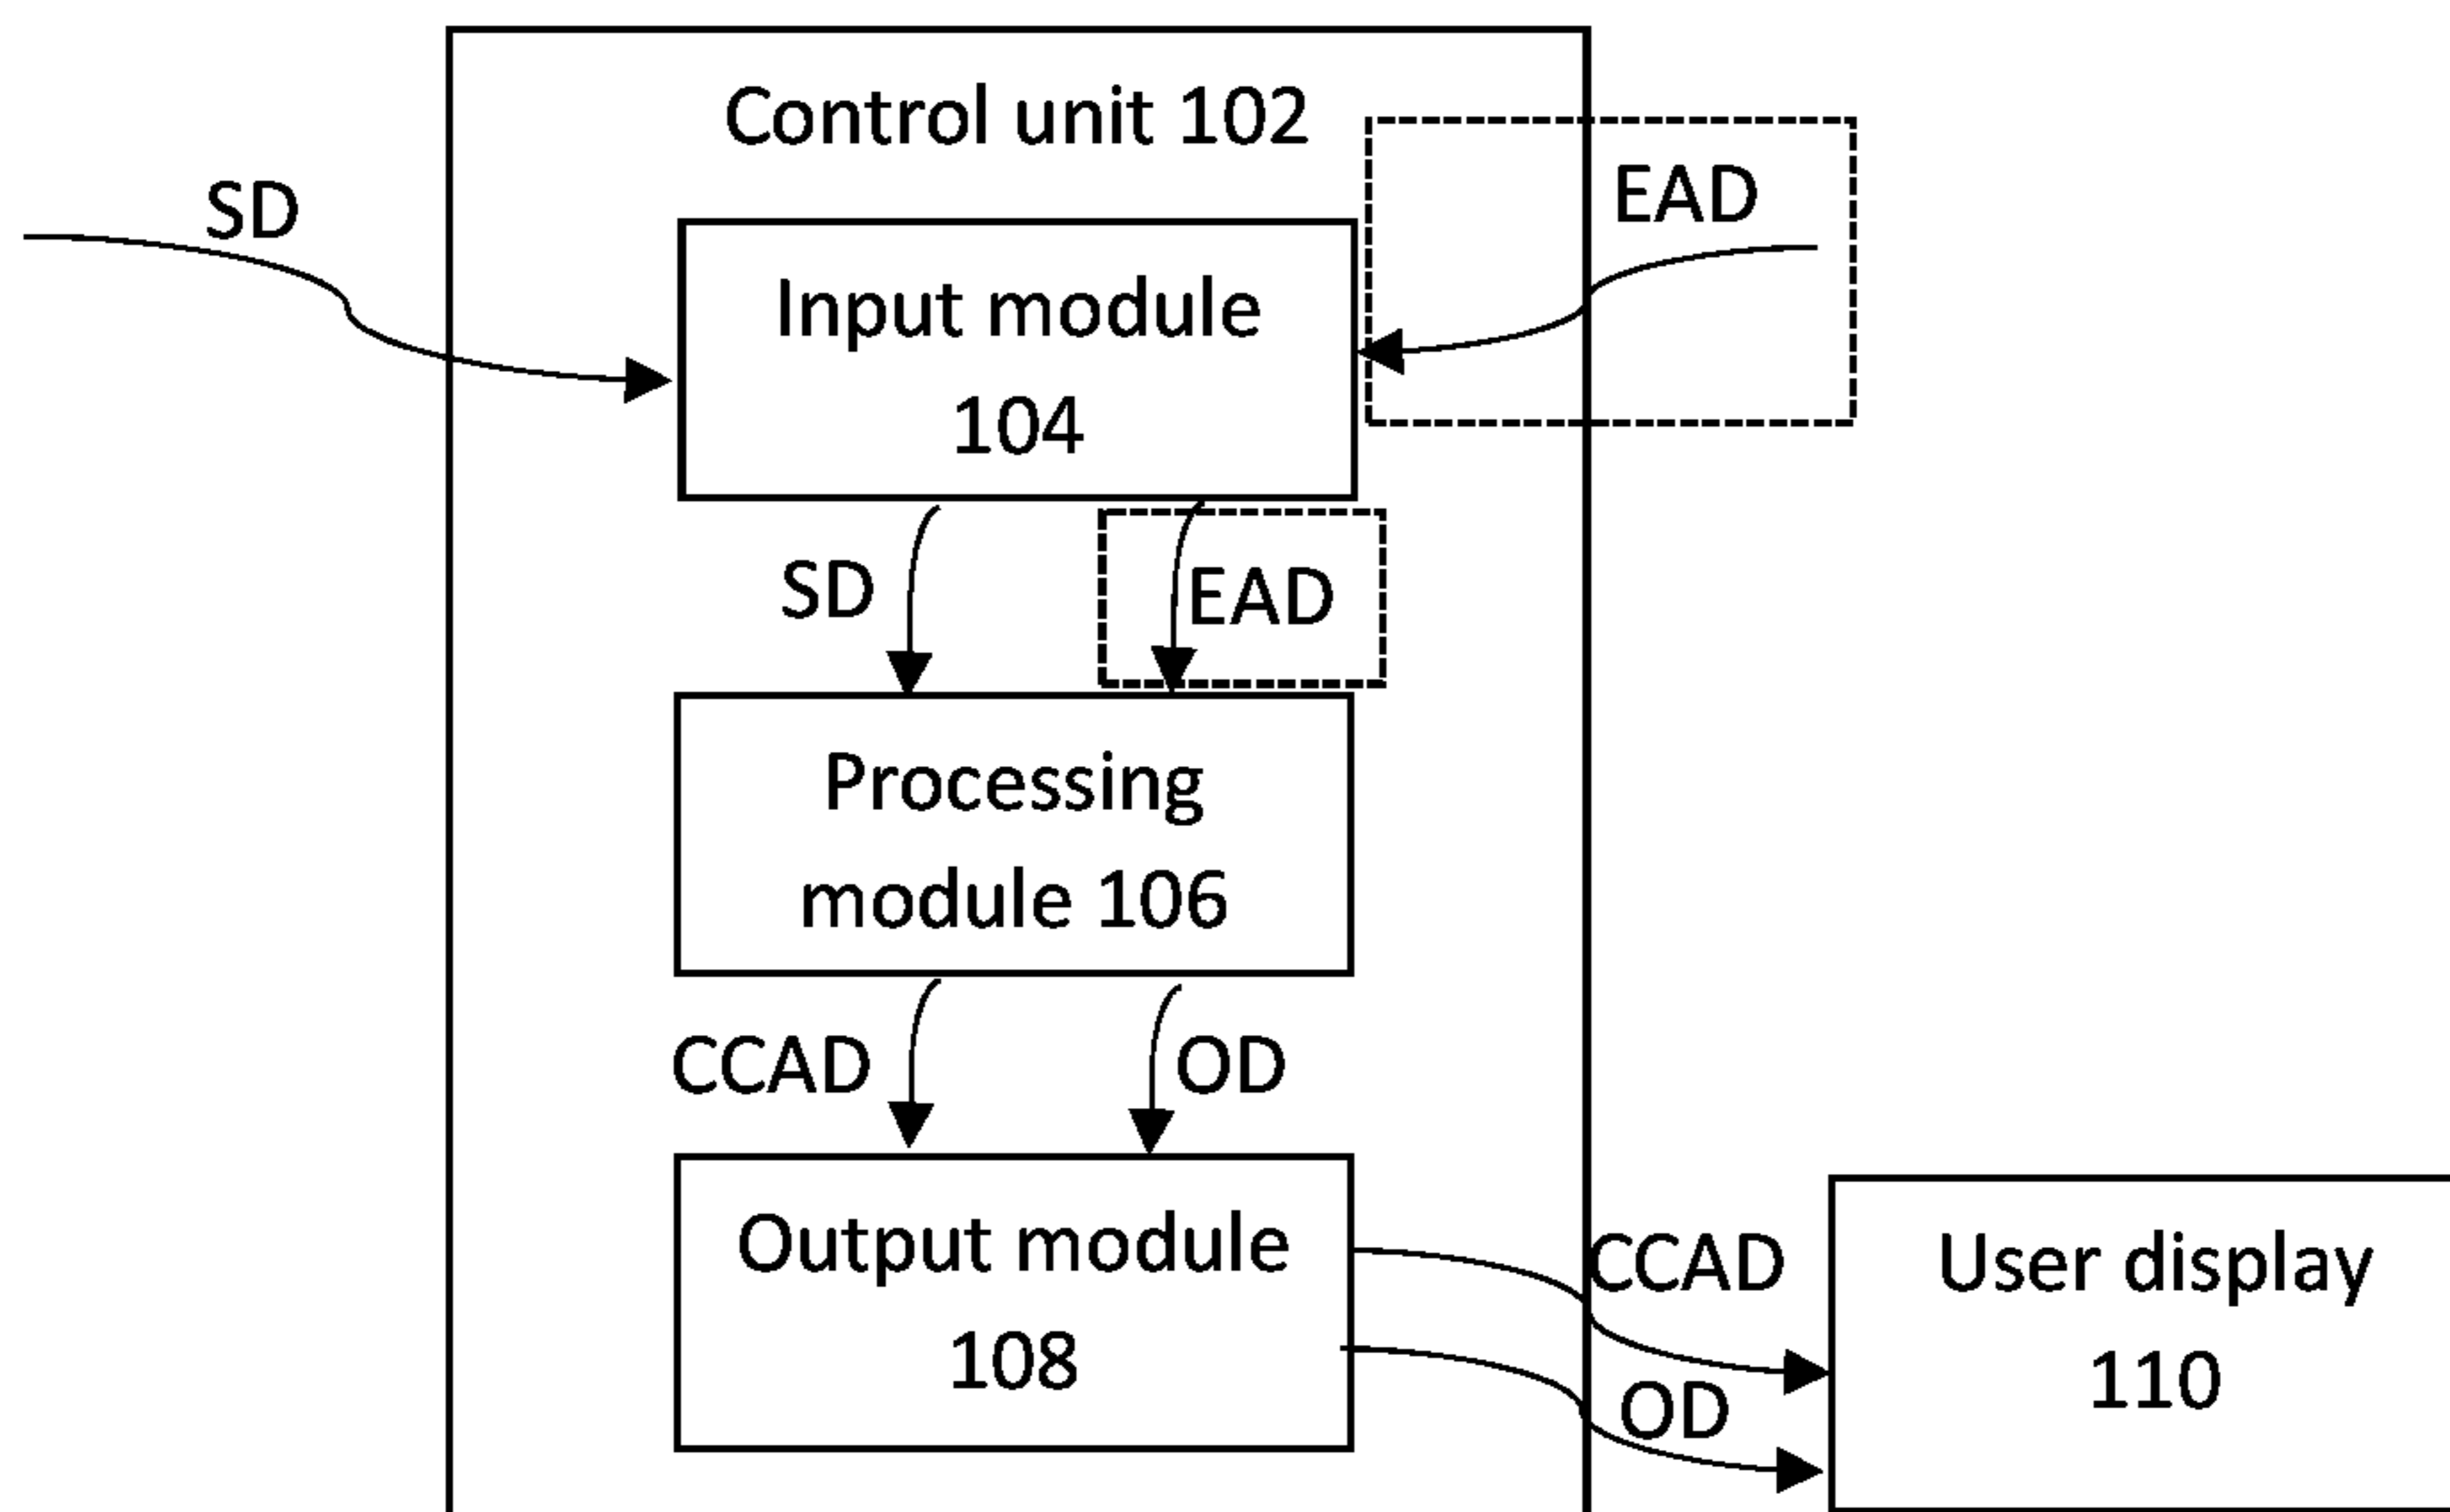 Control unit 102
SD
EAD
Input module
104
SD
EAD
Processing
module 106
CCAD
OD
Output module
108
CCAD
User display
110
OD